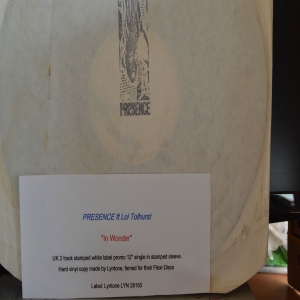 PRESENCE
PRESENCE ft Lol Tolhurst
"In Wonder"
UK 2 track stamped white label promo 12" single in stamped sleeve.
Hard vinyl copy made by Lyntone, famed for their Flexi-Discs
Label: Lyntone LYN 28150